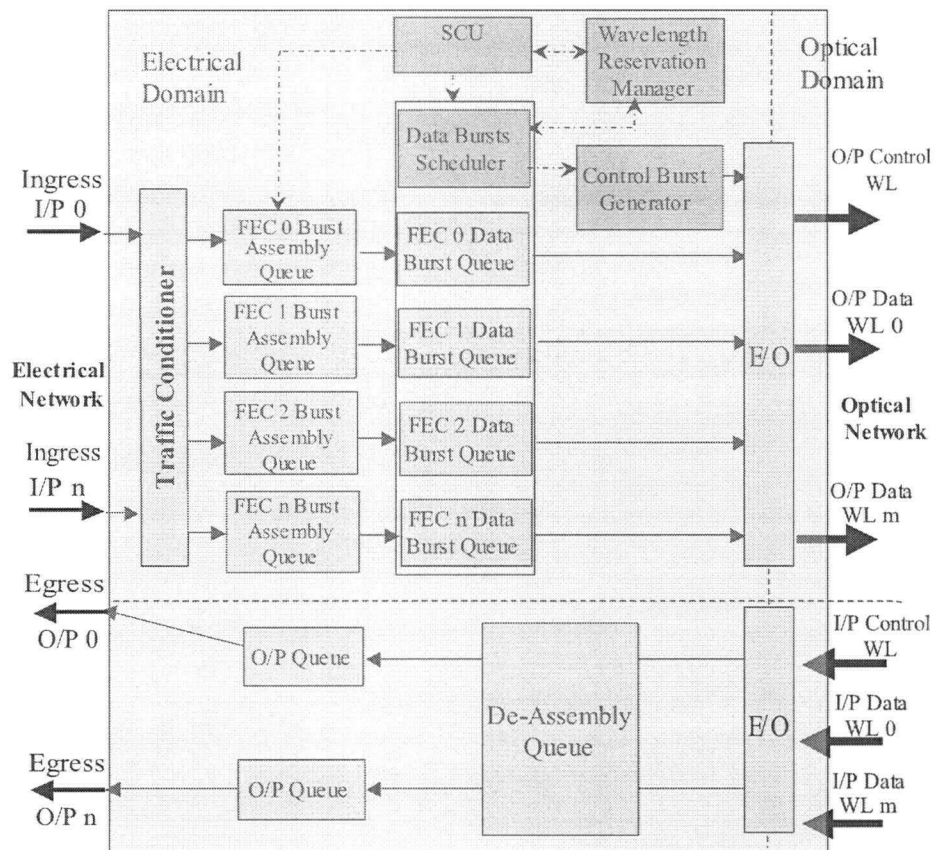 SCU
Wavelength
Reservation
Manager
Electrical
Domain
Optical
Domain
Data Bursts
Scheduler
Control Burst
Generator
O/P Control
WL
Ingress
I/P 0
FEC 0 Burst
Assembly
Queue
FEC 0 Data
Burst Queue
FEC 1 Burst
Assembly
Queue
FEC 1 Data
Burst Queue
O/P Data
WL 0
E/O
Traffic Conditioner
Electrical
Network
FEC 2 Burst
Assembly
Queue
FEC 2 Data
Burst Queue
Optical
Network
Ingress
I/P n
FEC n Burst
Assembly
Queue
FEC n Data
Burst Queue
O/P Data
WL m
Egress
O/P 0
O/P Queue
De-Assembly
Queue
E/O
I/P Control
WL
I/P Data
WL 0
Egress
O/P n
O/P Queue
I/P Data
WL m